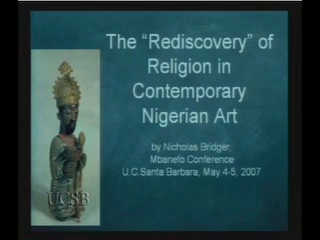 The “Rediscovery” of
Religion in
Contemporary
Nigerian Art
by Nicholas Bridger,
Mbanefo Conference
U.C.Santa Barbara, May 4-5, 2007
UCSB